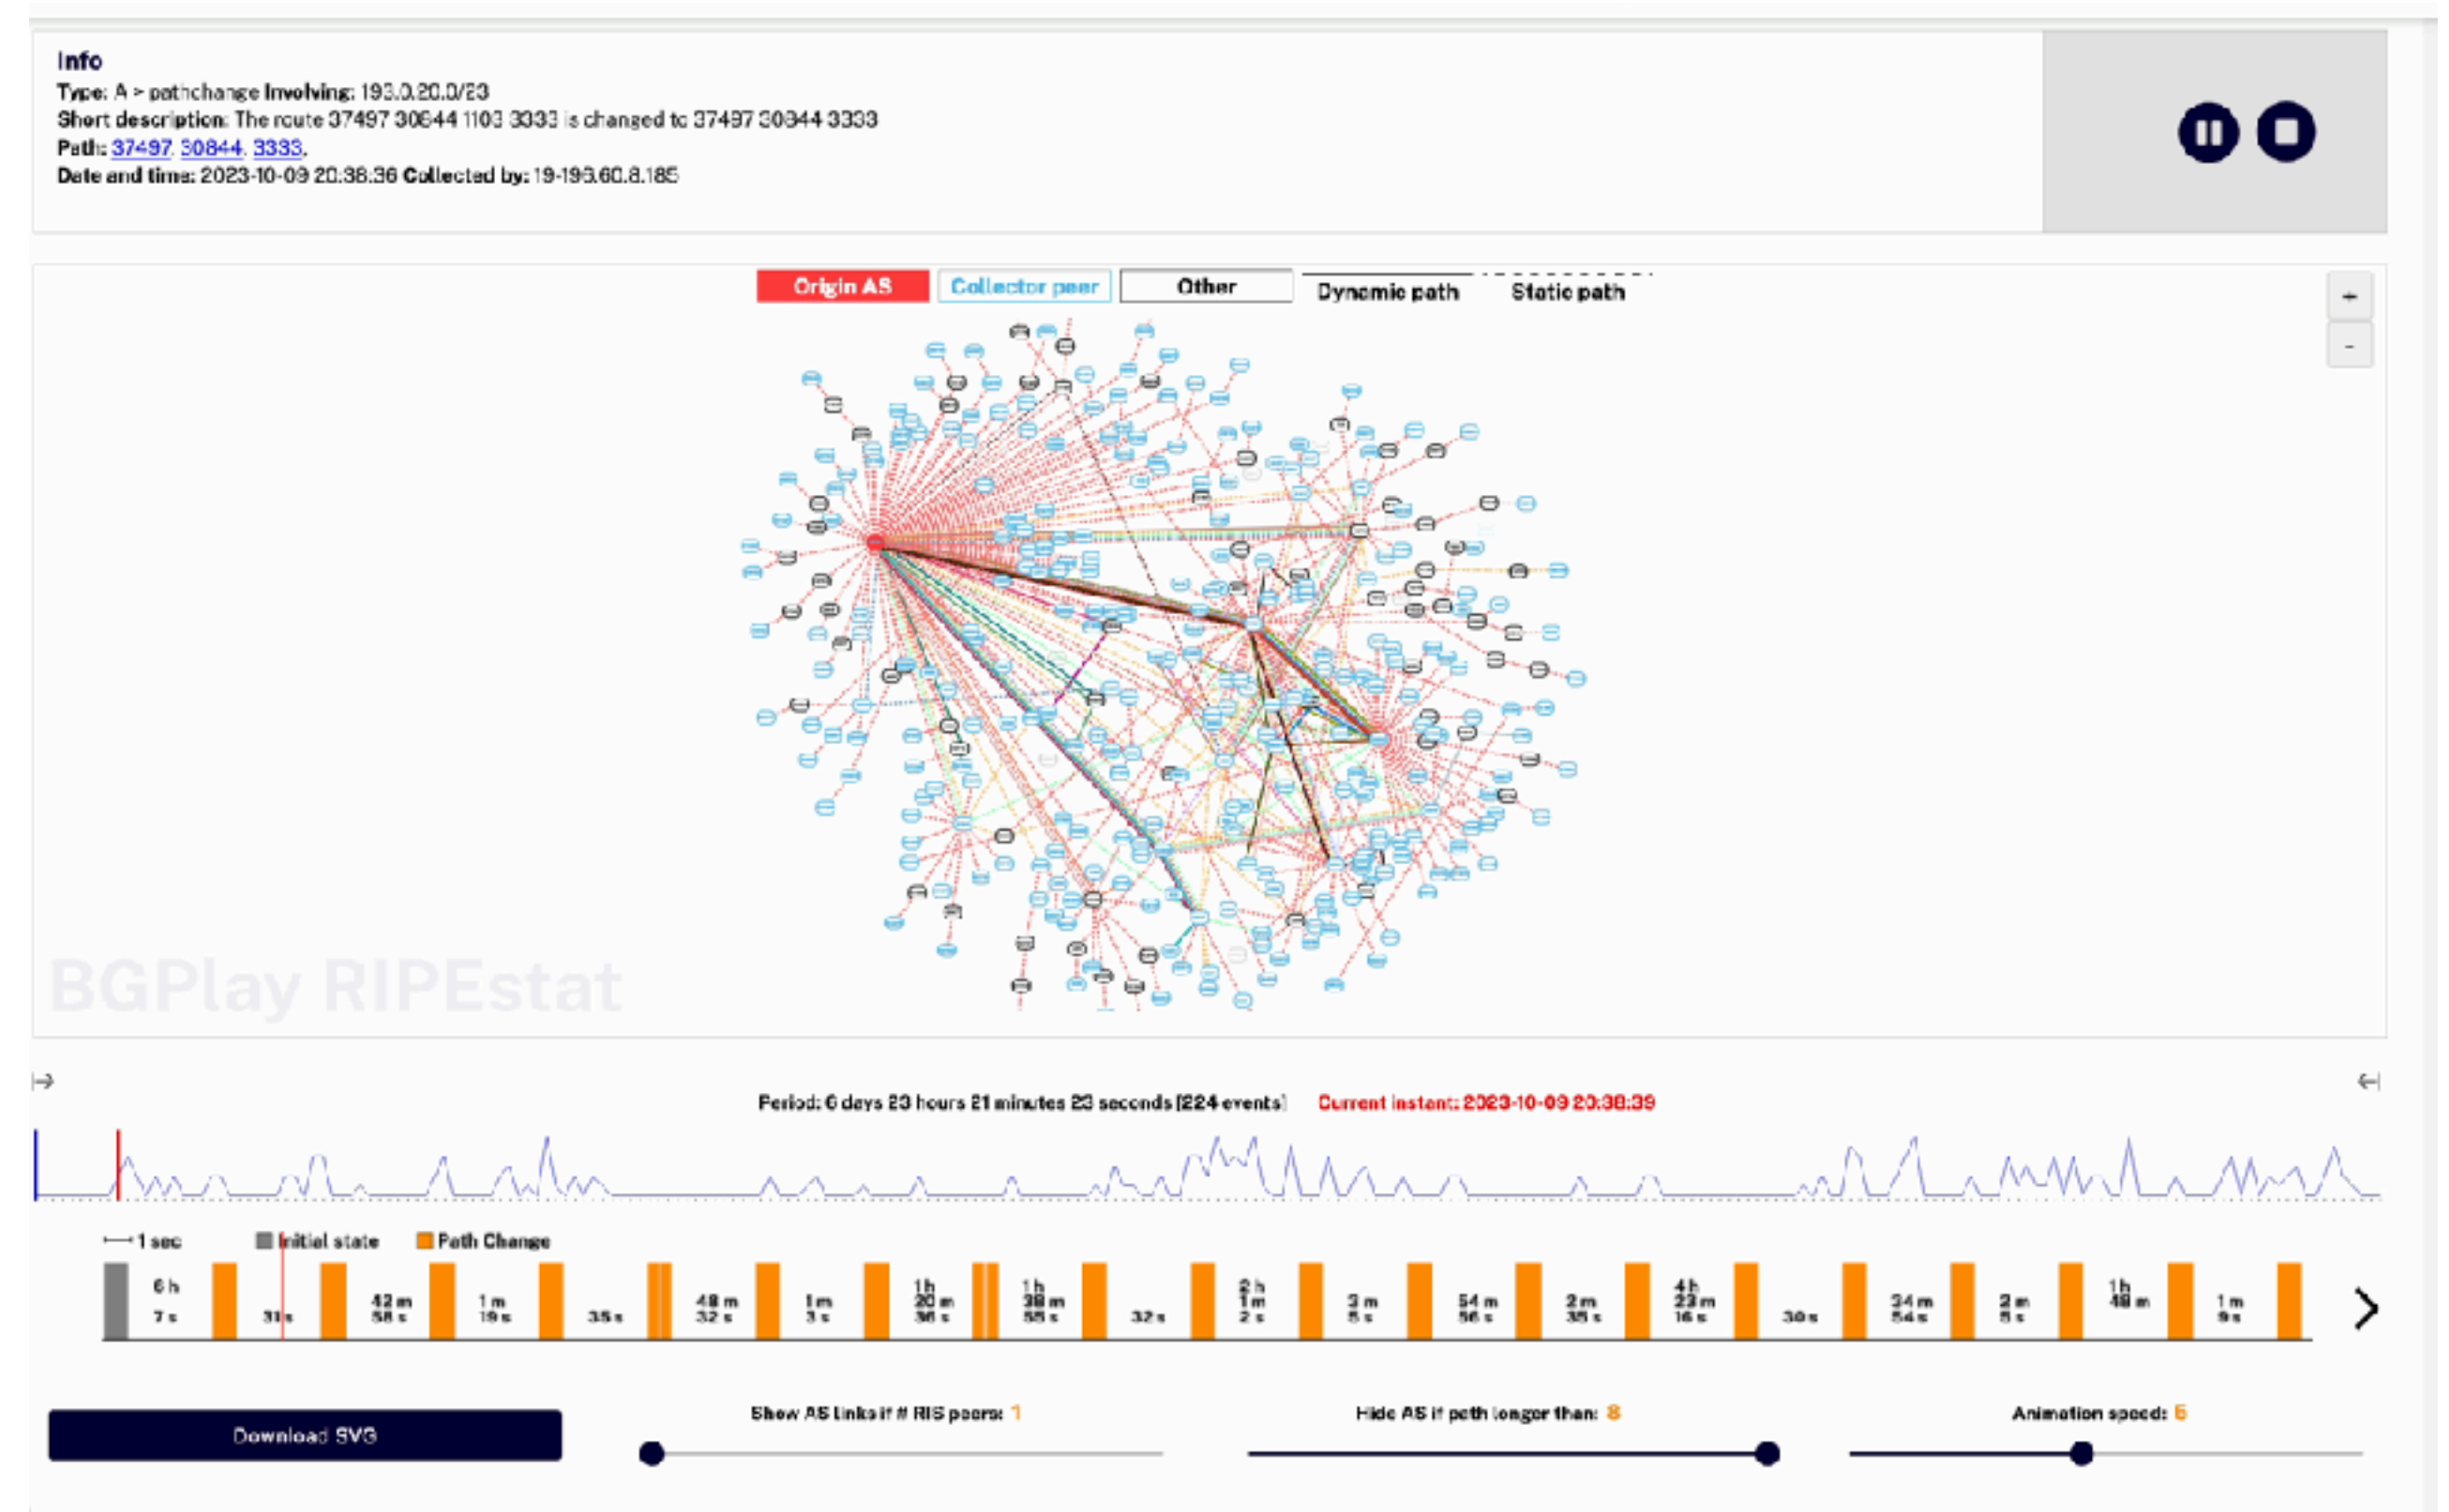 Info
Type: A > pathchange Involving: 193.0.20.0/23
Short description: The route 37497 30844 1103 3333 is changed to 37497 30844 3333
Path: 37497, 30844, 3333,
Date and time: 2023-10-09 20:38:36 Collected by: 19-196.60.8.185
Origin AS Collector peer Other Dynamic path Static path
+
-
BGPlay RIPEstat
Period: 6 days 23 hours 21 minutes 23 seconds [224 events] Current instant: 2023-10-09 20:38:39
1 sec Initial state Path Change
6 h 7 s
31 s
42 m 58 s
1 m 19 s
35 s
48 m 32 s
1 m 3 s
1 h 20 m 36 s
1 h 38 m 55 s
32 s
2 h 1 m 2 s
3 m 5 s
54 m 56 s
2 m 35 s
4 h 23 m 16 s
30 s
34 m 54 s
2 m 5 s
1 h 48 m
1 m 9 s
Download SVG
Show AS links if # RIS peers: 1
Hide AS if path longer than: 8
Animation speed: 5